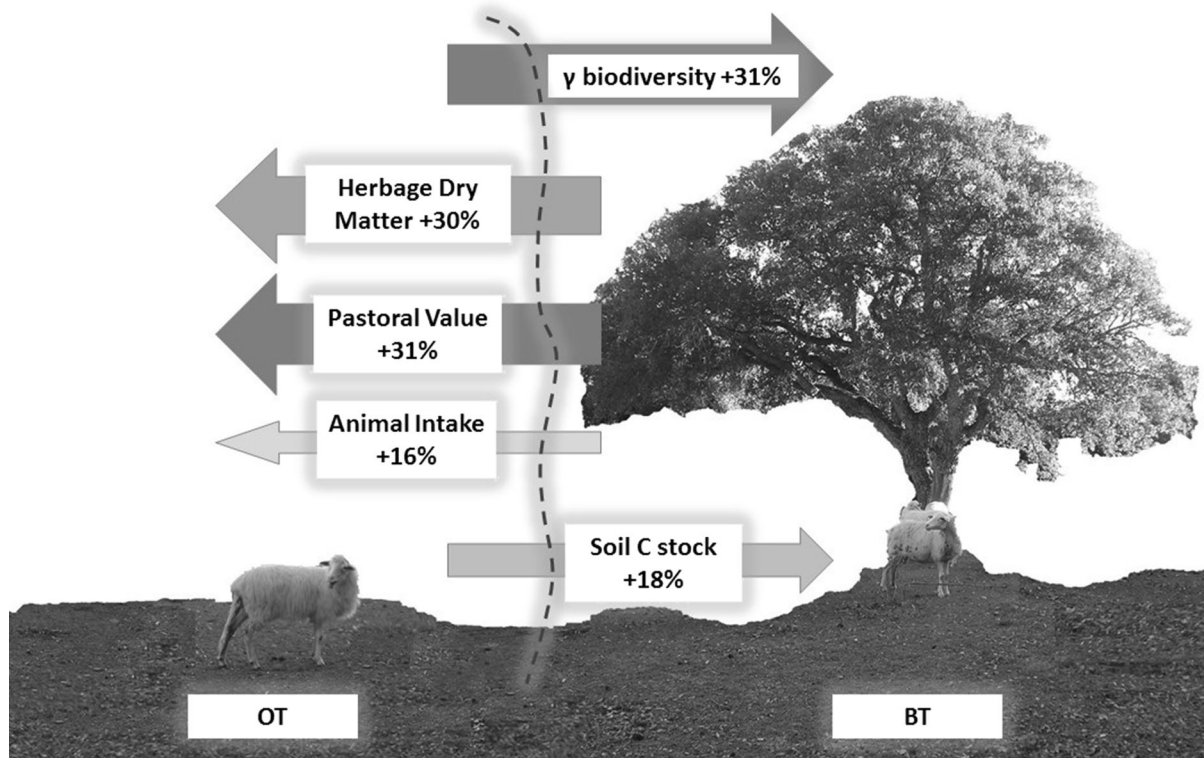 γ biodiversity +31%
Herbage Dry
Matter +30%
Pastoral Value
+31%
Animal Intake
+16%
Soil C stock
+18%
OT
BT